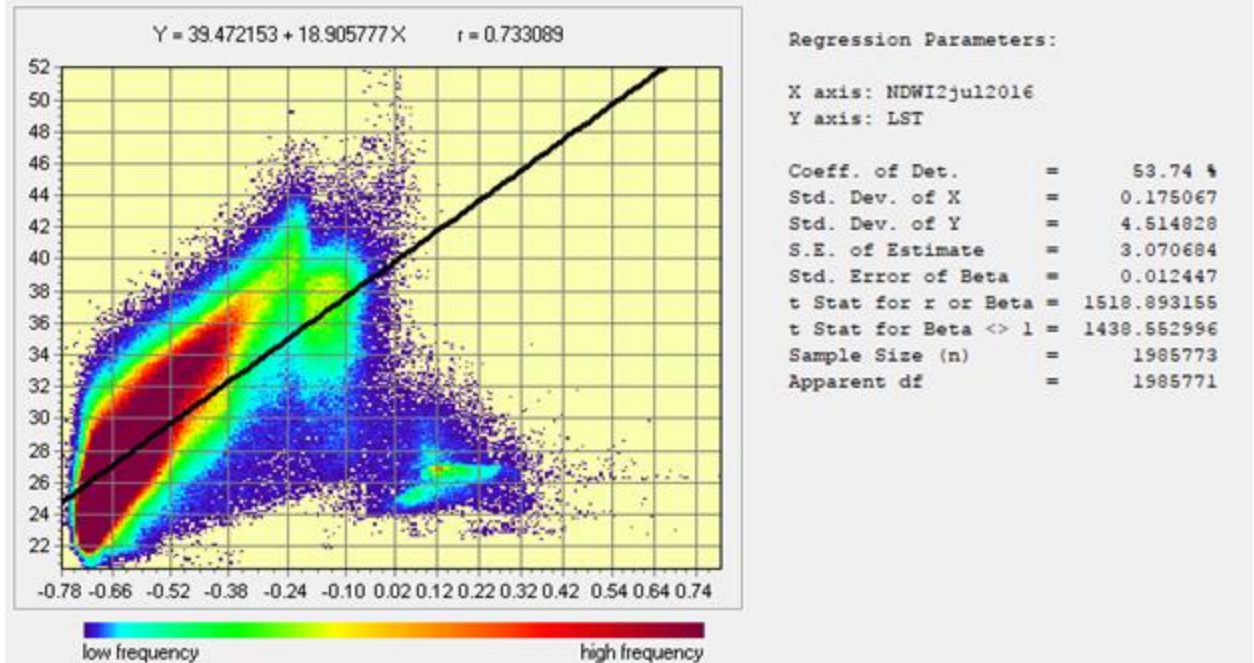 Y = 39.472153 + 18.905777 X r = 0.733089
52
50
48
46
44
42
40
38
36
34
32
30
28
26
24
22
-0.78 -0.66 -0.52 -0.38 -0.24 -0.10 0.02 0.12 0.22 0.32 0.42 0.54 0.64 0.74
low frequency high frequency
Regression Parameters:
X axis: NDWI2jul2016
Y axis: LST
Coeff. of Det. = 53.74 %
Std. Dev. of X = 0.175067
Std. Dev. of Y = 4.514828
S.E. of Estimate = 3.070684
Std. Error of Beta = 0.012447
t Stat for r or Beta = 1518.893155
t Stat for Beta <> 1 = 1438.552996
Sample Size (n) = 1985773
Apparent df = 1985771